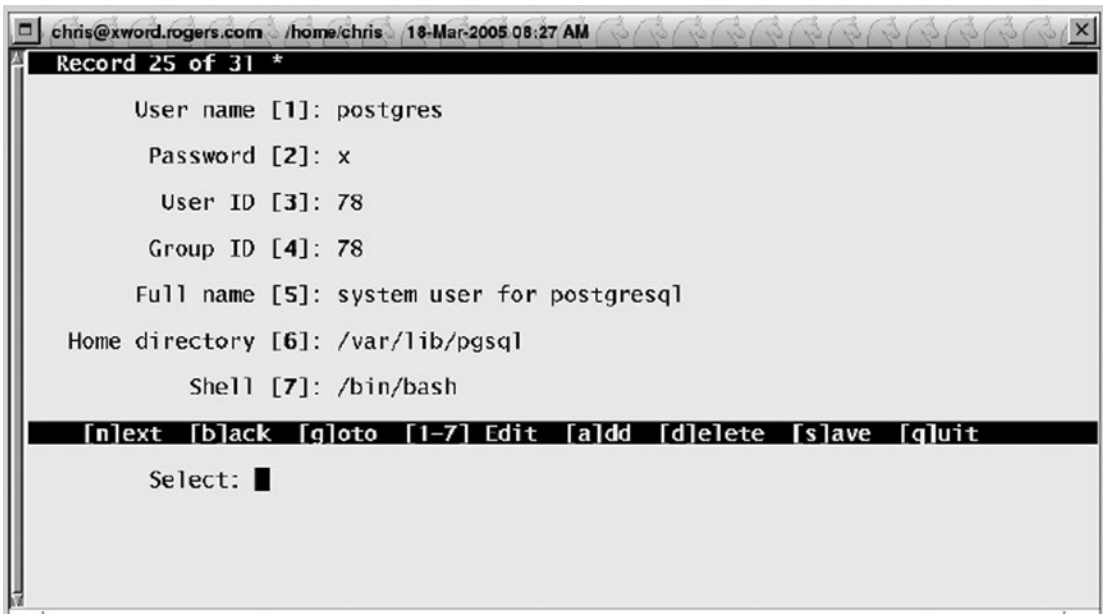 chris@xword.rogers.com /home/chris 18-Mar-2005 08:27 AM
Record 25 of 31 *
User name [1]: postgres
Password [2]: x
User ID [3]: 78
Group ID [4]: 78
Full name [5]: system user for postgresql
Home directory [6]: /var/lib/pgsql
Shell [7]: /bin/bash
[n]ext [b]ack [g]oto [1-7] Edit [a]dd [d]elete [s]ave [q]uit
Select: